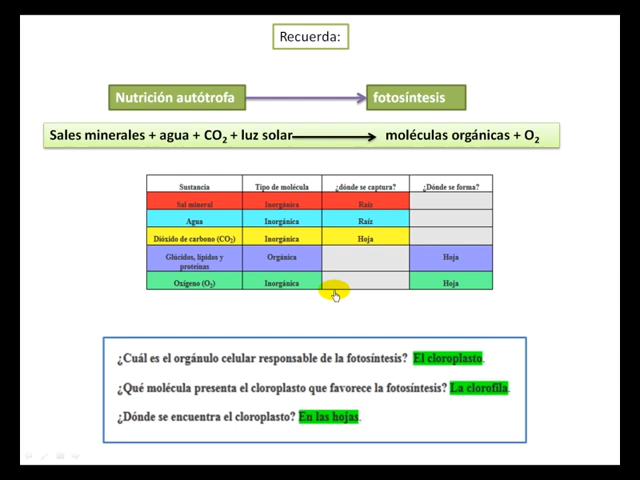 Recuerda:
Nutrición autótrofa fotosíntesis
Sales minerales + agua + CO₂ + luz solar moléculas orgánicas + O₂
Sustancia Tipo de molécula ¿dónde se captura? ¿Dónde se forma?
Sal mineral Inorgánica Raíz
Agua Inorgánica Raíz
Dióxido de carbono (CO₂) Inorgánica Hoja
Glúcidos, lípidos y Orgánica Hoja
proteínas
Oxígeno (O₂) Inorgánica Hoja
¿Cuál es el orgánulo celular responsable de la fotosíntesis? El cloroplasto.
¿Qué molécula presenta el cloroplasto que favorece la fotosíntesis? La clorofila.
¿Dónde se encuentra el cloroplasto? En las hojas.